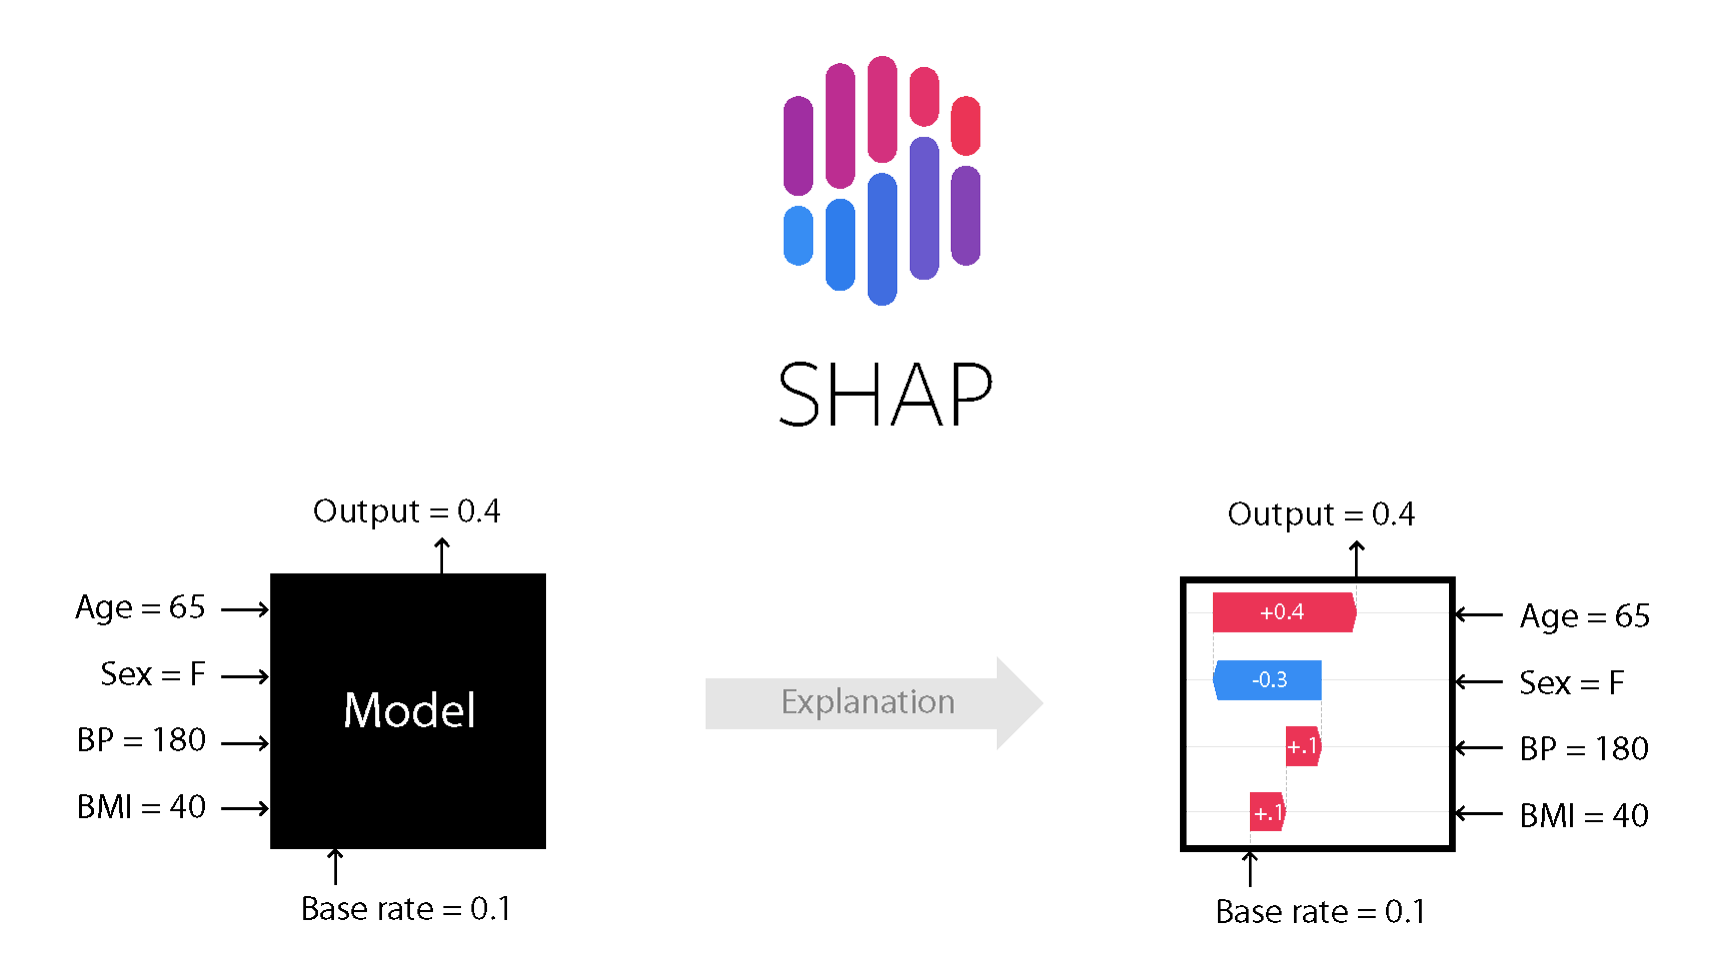 SHAP
Output = 0.4
Age = 65
Sex = F
BP = 180
BMI = 40
Model
Base rate = 0.1
Explanation
Output = 0.4
+0.4
Age = 65
-0.3
Sex = F
+.1
BP = 180
+.1
BMI = 40
Base rate = 0.1